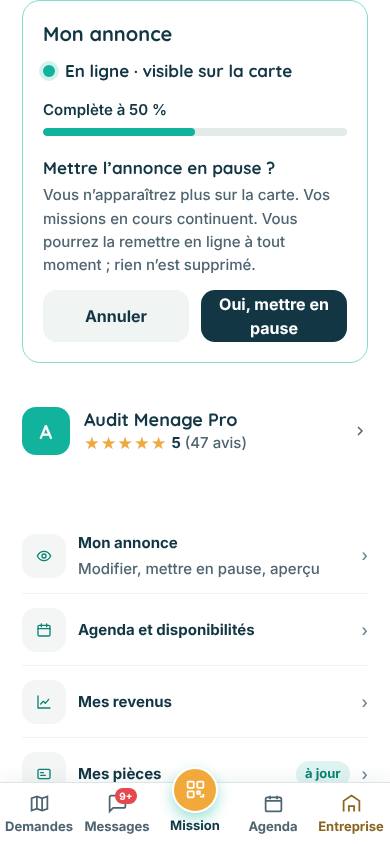 Mon annonce
En ligne · visible sur la carte
Complète à 50 %
Mettre l’annonce en pause ?
Vous n’apparaîtrez plus sur la carte. Vos
missions en cours continuent. Vous
pourrez la remettre en ligne à tout
moment ; rien n’est supprimé.
Annuler
Oui, mettre en
pause
A
Audit Menage Pro
★★★★★ 5 (47 avis)
Mon annonce
Modifier, mettre en pause, aperçu
Agenda et disponibilités
Mes revenus
Mes pièces
à jour
9+
Demandes
Messages
Mission
Agenda
Entreprise